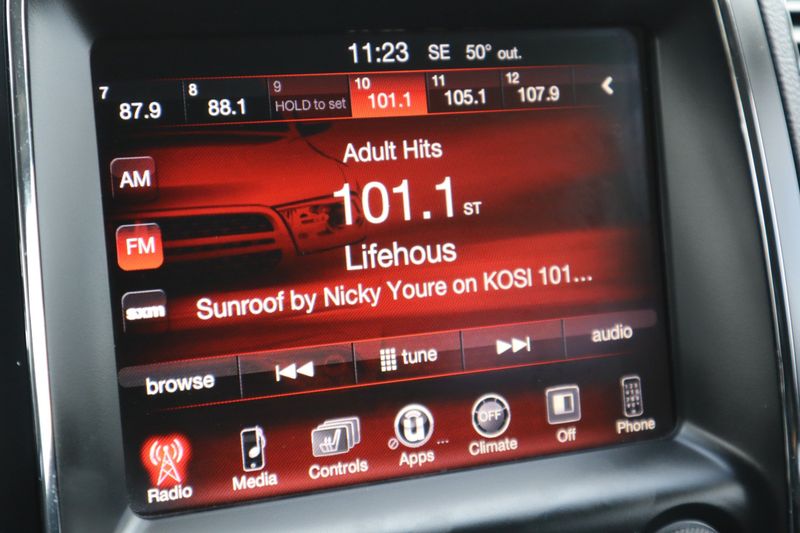 11:23 SE 50° out.
7 87.9 8 88.1 9 HOLD to set 10 101.1 11 105.1 12 107.9
Adult Hits
AM
101.1 ST
FM
Lifehous
sxm
Sunroof by Nicky Youre on KOSI 101...
browse tune audio
Radio Media Controls Apps ... OFF Climate Off Phone